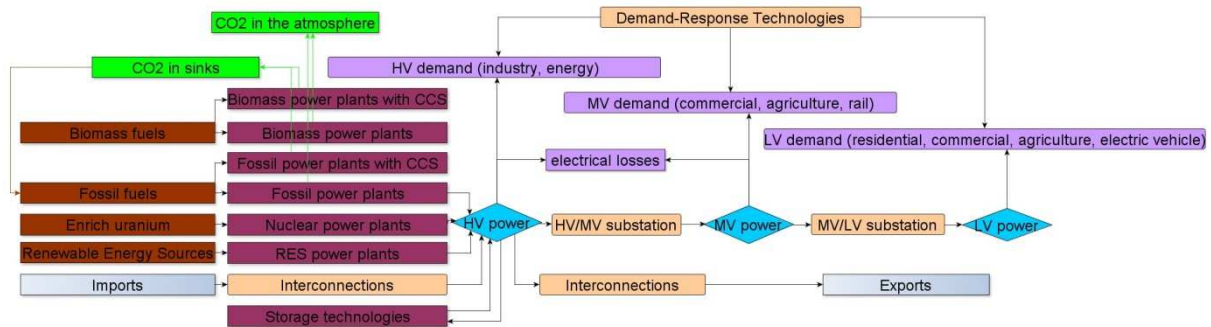 CO2 in the atmosphere
Demand-Response Technologies
CO2 in sinks
HV demand (industry, energy)
Biomass power plants with CCS
MV demand (commercial, agriculture, rail)
Biomass fuels
Biomass power plants
LV demand (residential, commercial, agriculture, electric vehicle)
Fossil power plants with CCS
electrical losses
Fossil fuels
Fossil power plants
Enrich uranium
Nuclear power plants
HV power
HV/MV substation
MV power
MV/LV substation
LV power
Renewable Energy Sources
RES power plants
Imports
Interconnections
Interconnections
Exports
Storage technologies